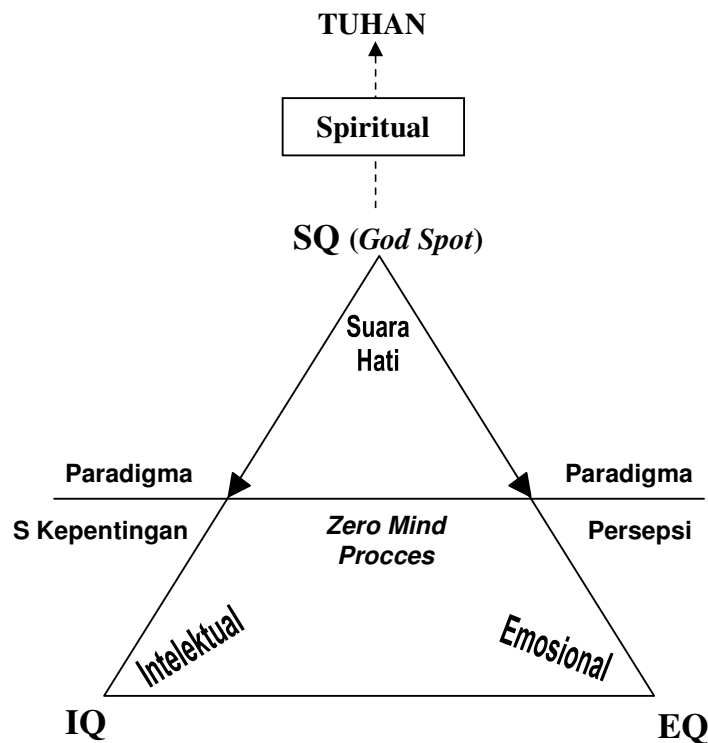 TUHAN
Spiritual
SQ (God Spot)
Suara
Hati
Paradigma
Paradigma
S Kepentingan
Zero Mind
Procces
Persepsi
Intelektual
Emosional
IQ
EQ